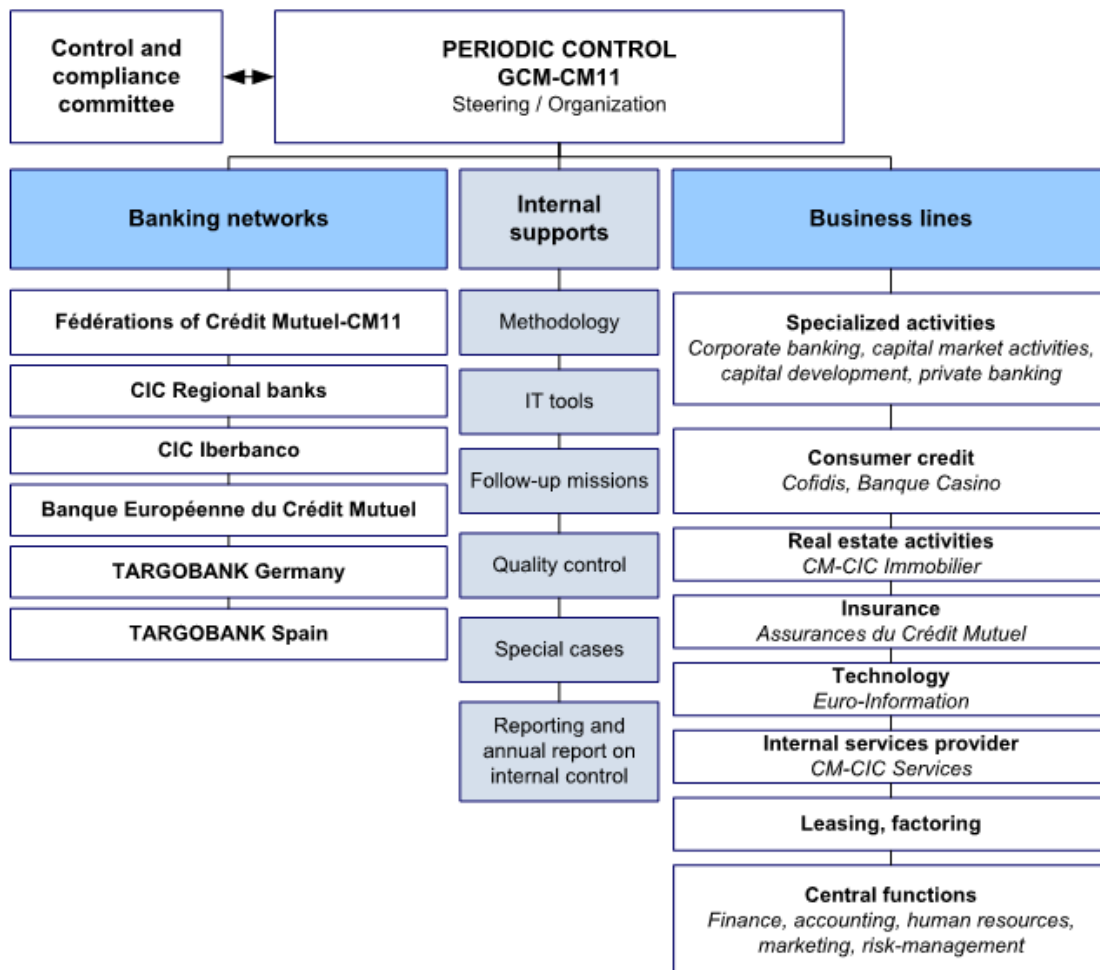 Control and
compliance
committee
PERIODIC CONTROL
GCM-CM11
Steering / Organization
Banking networks
Fédérations of Crédit Mutuel-CM11
CIC Regional banks
CIC Iberbanco
Banque Européenne du Crédit Mutuel
TARGOBANK Germany
TARGOBANK Spain
Internal
supports
Methodology
IT tools
Follow-up missions
Quality control
Special cases
Reporting and
annual report on
internal control
Business lines
Specialized activities
Corporate banking, capital market activities,
capital development, private banking
Consumer credit
Cofidis, Banque Casino
Real estate activities
CM-CIC Immobilier
Insurance
Assurances du Crédit Mutuel
Technology
Euro-Information
Internal services provider
CM-CIC Services
Leasing, factoring
Central functions
Finance, accounting, human resources,
marketing, risk-management